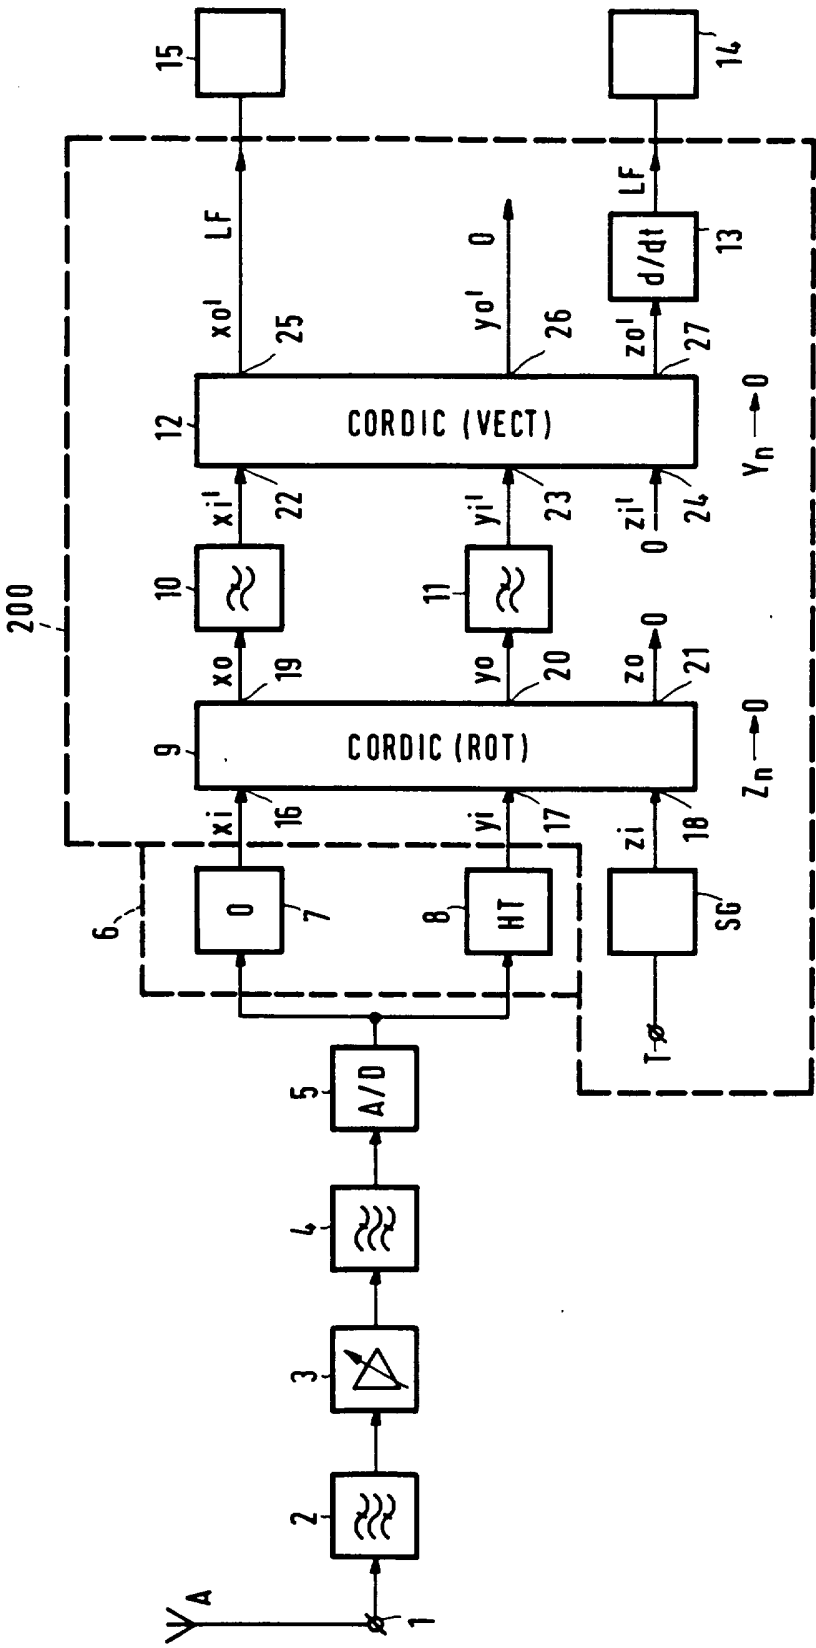 A
1
2
3
4
5
A/D
6
7
0
8
HT
T
SG
200
xi
16
yi
17
zi
18
9
CORDIC (ROT)
Zn → 0
xo
19
yo
20
zo
21
0
10
11
xi'
22
yi'
23
zi'
24
0
12
CORDIC (VECT)
Yn → 0
xo'
25
LF
yo'
26
0
zo'
27
d/dt
13
LF
15
14